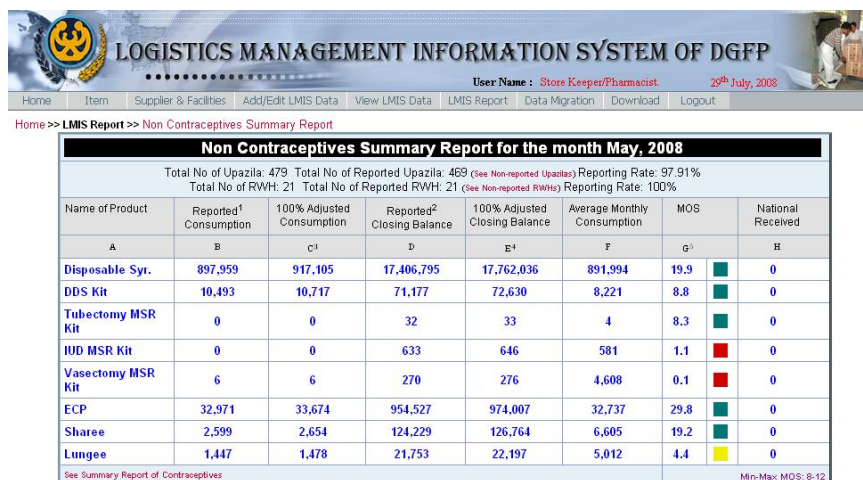 LOGISTICS MANAGEMENT INFORMATION SYSTEM OF DGFP
User Name : Store Keeper/Pharmacist. 29th July, 2008
Home Item Supplier & Facilities Add/Edit LMIS Data View LMIS Data LMIS Report Data Migration Download Logout
Home >> LMIS Report >> Non Contraceptives Summary Report
Non Contraceptives Summary Report for the month May, 2008
Total No of Upazila: 479 Total No of Reported Upazila: 469 (See Non-reported Upazilas) Reporting Rate: 97.91%
Total No of RWH: 21 Total No of Reported RWH: 21 (See Non-reported RWHs) Reporting Rate: 100%
Name of Product Reported1 Consumption 100% Adjusted Consumption Reported2 Closing Balance 100% Adjusted Closing Balance Average Monthly Consumption MOS National Received
A B C3 D E4 F G5 H
Disposable Syr. 897,959 917,105 17,406,795 17,762,036 891,994 19.9 0
DDS Kit 10,493 10,717 71,177 72,630 8,221 8.8 0
Tubectomy MSR Kit 0 0 32 33 4 8.3 0
IUD MSR Kit 0 0 633 646 581 1.1 0
Vasectomy MSR Kit 6 6 270 276 4,608 0.1 0
ECP 32,971 33,674 954,527 974,007 32,737 29.8 0
Sharee 2,599 2,654 124,229 126,764 6,605 19.2 0
Lungee 1,447 1,478 21,753 22,197 5,012 4.4 0
See Summary Report of Contraceptives Min-Max MOS: 8-12